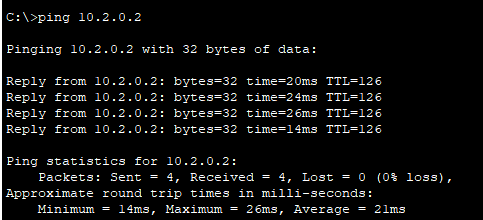 C:\>ping 10.2.0.2
Pinging 10.2.0.2 with 32 bytes of data:
Reply from 10.2.0.2: bytes=32 time=20ms TTL=126
Reply from 10.2.0.2: bytes=32 time=24ms TTL=126
Reply from 10.2.0.2: bytes=32 time=26ms TTL=126
Reply from 10.2.0.2: bytes=32 time=14ms TTL=126
Ping statistics for 10.2.0.2:
    Packets: Sent = 4, Received = 4, Lost = 0 (0% loss),
Approximate round trip times in milli-seconds:
    Minimum = 14ms, Maximum = 26ms, Average = 21ms